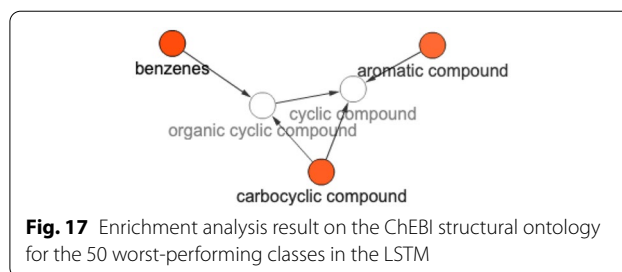 benzenes
aromatic compound
cyclic compound
organic cyclic compound
carbocyclic compound
Fig. 17 Enrichment analysis result on the ChEBI structural ontology
for the 50 worst-performing classes in the LSTM